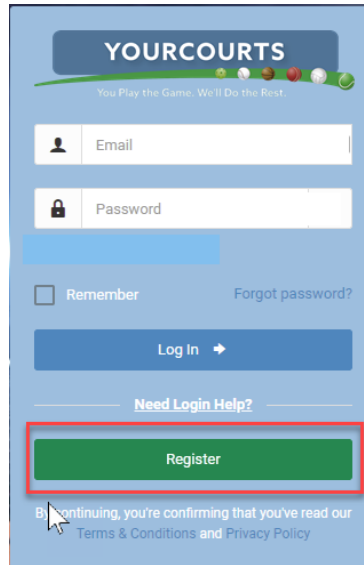 YOURCOURTS
You Play the Game. We'll Do the Rest.
Email
Password
Remember
Forgot password?
Log In
Need Login Help?
Register
By continuing, you're confirming that you've read our
Terms & Conditions and Privacy Policy